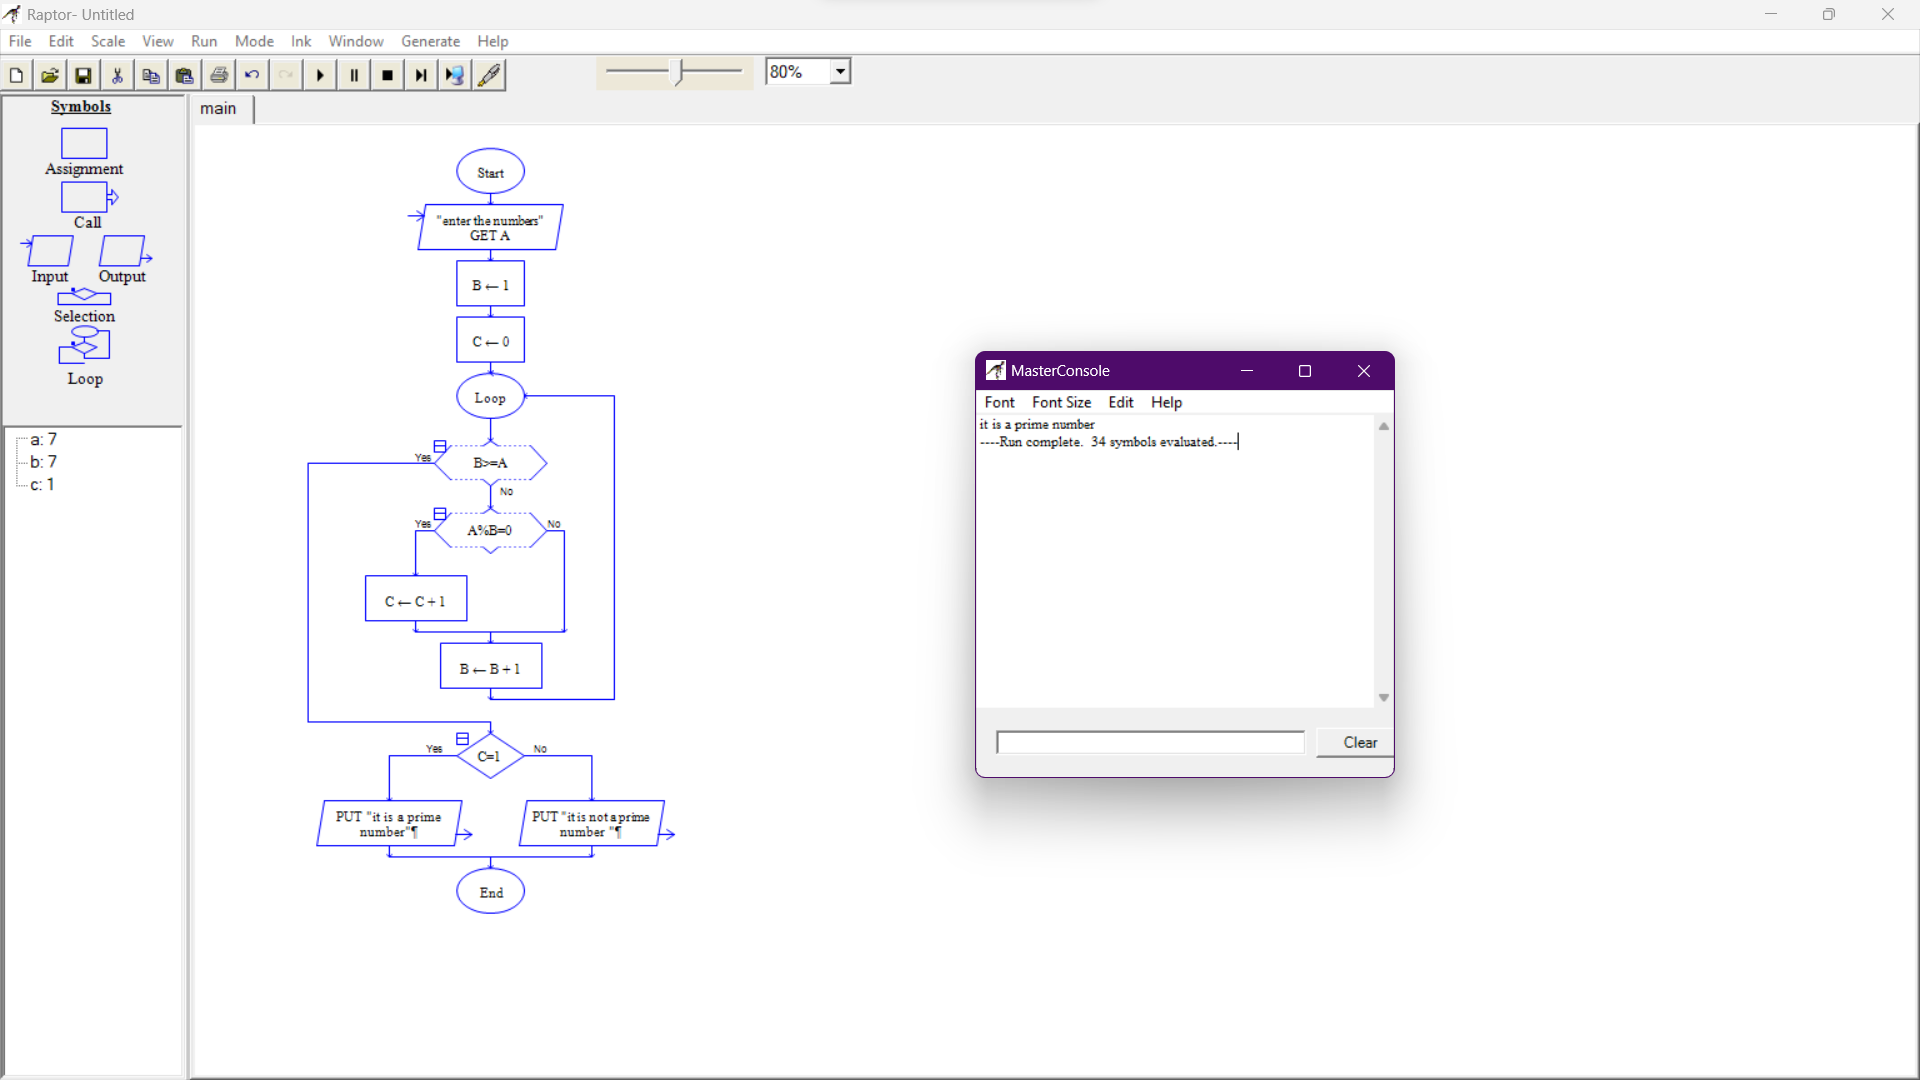 Raptor- Untitled
File Edit Scale View Run Mode Ink Window Generate Help
80%
Symbols
Assignment
Call
Input Output
Selection
Loop
a: 7
b: 7
c: 1
main
Start
"enter the numbers"
GET A
B ← 1
C ← 0
Loop
Yes
B>=A
No
Yes
A%B=0
No
C ← C + 1
B ← B + 1
Yes
C=1
No
PUT "it is a prime
number"¶
PUT "it is not a prime
number "¶
End
MasterConsole
Font Font Size Edit Help
it is a prime number
----Run complete.  34 symbols evaluated.----
Clear